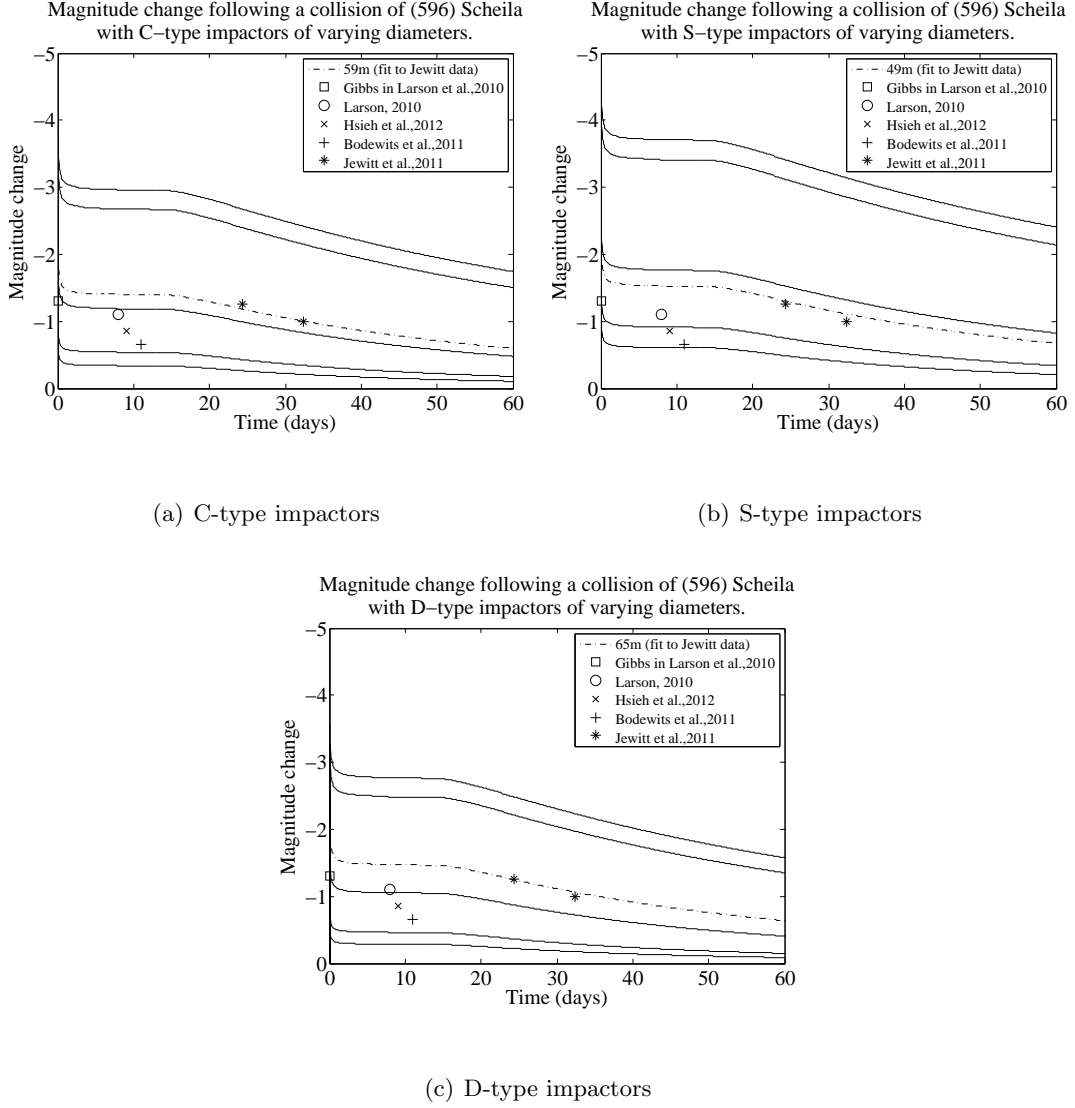 Magnitude change following a collision of (596) Scheila
with C−type impactors of varying diameters.
−5
−4
−3
−2
−1
0
Magnitude change
59m (fit to Jewitt data)
Gibbs in Larson et al.,2010
Larson, 2010
Hsieh et al.,2012
Bodewits et al.,2011
Jewitt et al.,2011
0 10 20 30 40 50 60
Time (days)
(a) C-type impactors
Magnitude change following a collision of (596) Scheila
with S−type impactors of varying diameters.
−5
−4
−3
−2
−1
0
Magnitude change
49m (fit to Jewitt data)
Gibbs in Larson et al.,2010
Larson, 2010
Hsieh et al.,2012
Bodewits et al.,2011
Jewitt et al.,2011
0 10 20 30 40 50 60
Time (days)
(b) S-type impactors
Magnitude change following a collision of (596) Scheila
with D−type impactors of varying diameters.
−5
−4
−3
−2
−1
0
Magnitude change
65m (fit to Jewitt data)
Gibbs in Larson et al.,2010
Larson, 2010
Hsieh et al.,2012
Bodewits et al.,2011
Jewitt et al.,2011
0 10 20 30 40 50 60
Time (days)
(c) D-type impactors